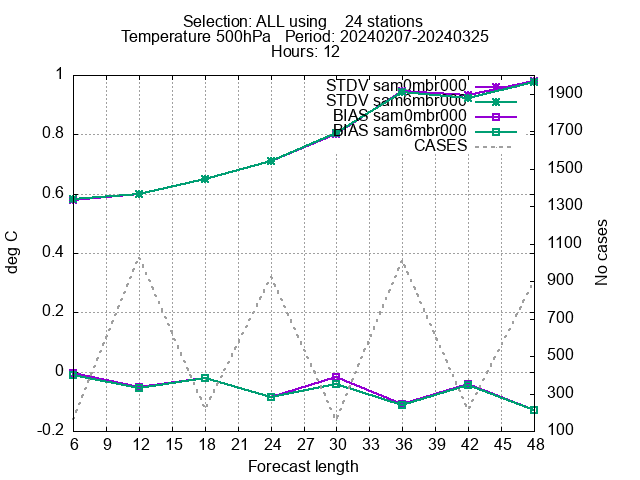 Selection: ALL using    24 stations
Temperature 500hPa   Period: 20240207-20240325
Hours: 12
STDV sam0mbr000
STDV sam6mbr000
BIAS sam0mbr000
BIAS sam6mbr000
CASES
1
0.8
0.6
0.4
0.2
0
-0.2
deg C
1900
1700
1500
1300
1100
900
700
500
300
100
No cases
6 9 12 15 18 21 24 27 30 33 36 39 42 45 48
Forecast length